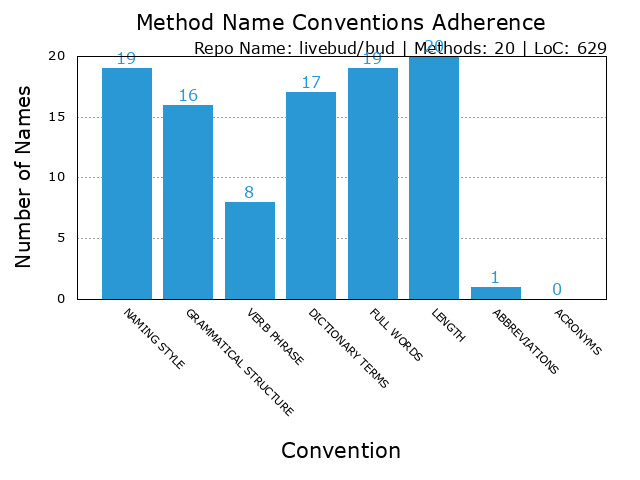 Method Name Conventions Adherence
Repo Name: livebud/bud | Methods: 20 | LoC: 629
Number of Names
20
15
10
5
0
19
16
8
17
19
20
1
0
NAMING STYLE
GRAMMATICAL STRUCTURE
VERB PHRASE
DICTIONARY TERMS
FULL WORDS
LENGTH
ABBREVIATIONS
ACRONYMS
Convention